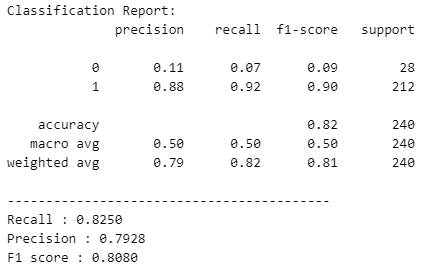 Classification Report:
precision recall f1-score support
0 0.11 0.07 0.09 28
1 0.88 0.92 0.90 212
accuracy 0.82 240
macro avg 0.50 0.50 0.50 240
weighted avg 0.79 0.82 0.81 240
------------------------------------------
Recall : 0.8250
Precision : 0.7928
F1 score : 0.8080